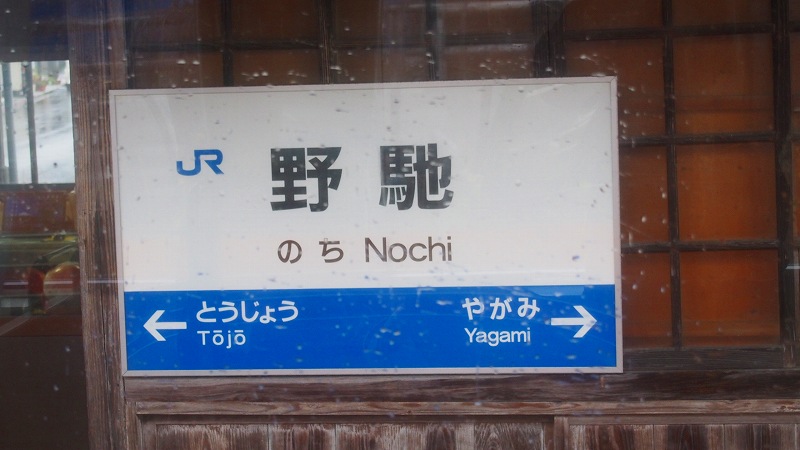 JR 野馳
のち Nochi
← とうじょう
Tōjō
やがみ →
Yagami